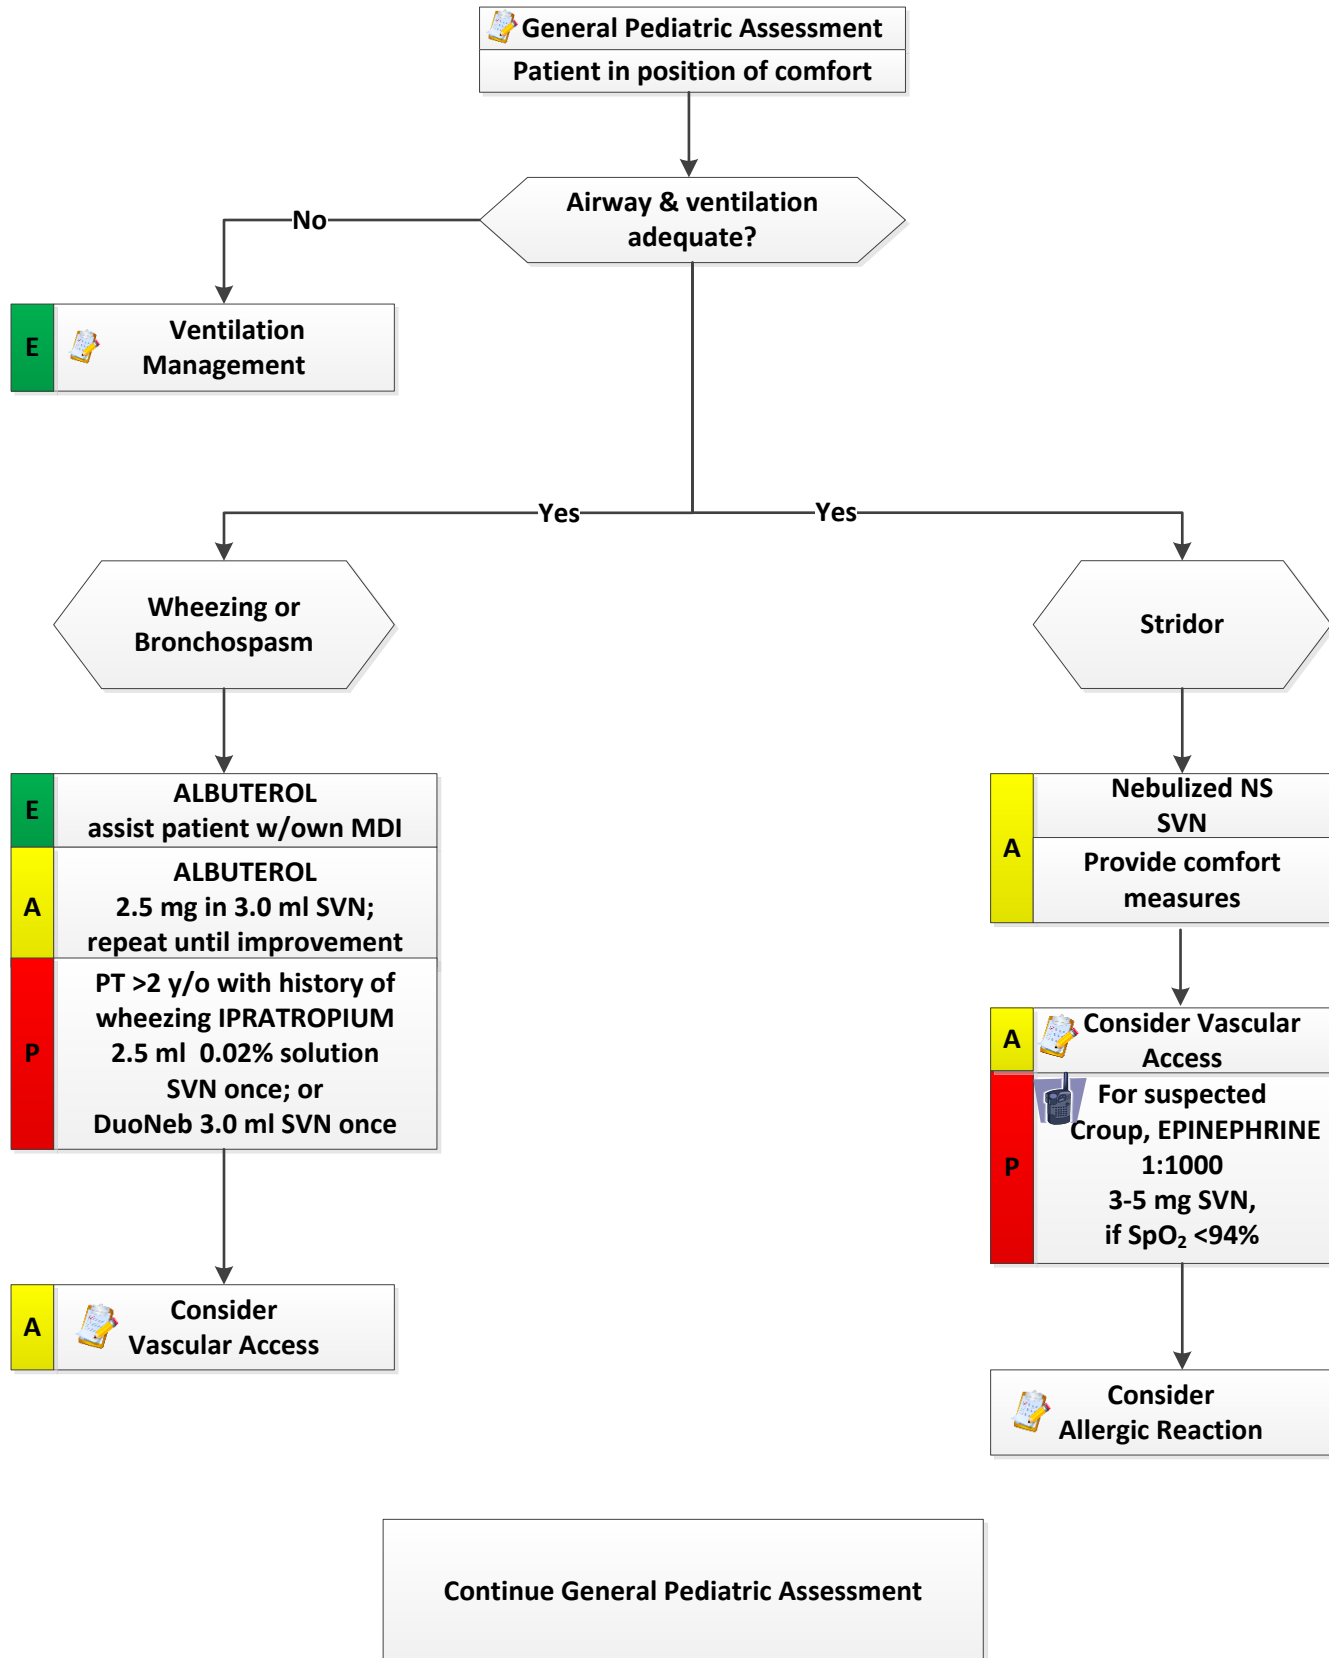 General Pediatric Assessment
Patient in position of comfort
Airway & ventilation
adequate?
No
E
Ventilation
Management
Yes
Yes
Wheezing or
Bronchospasm
Stridor
E
ALBUTEROL
assist patient w/own MDI
A
ALBUTEROL
2.5 mg in 3.0 ml SVN;
repeat until improvement
P
PT >2 y/o with history of
wheezing IPRATROPIUM
2.5 ml 0.02% solution
SVN once; or
DuoNeb 3.0 ml SVN once
A
Consider
Vascular Access
A
Nebulized NS
SVN
Provide comfort
measures
A
Consider Vascular
Access
P
For suspected
Croup, EPINEPHRINE
1:1000
3-5 mg SVN,
if SpO₂ <94%
Consider
Allergic Reaction
Continue General Pediatric Assessment